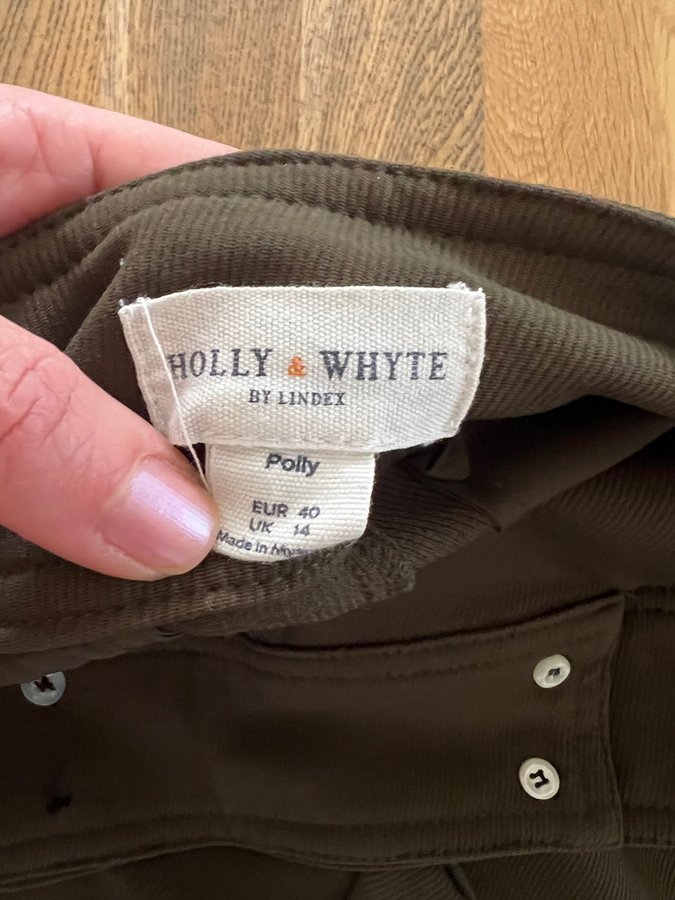 HOLLY & WHYTE
BY LINDEX
Polly
EUR 40
UK 14
Made in